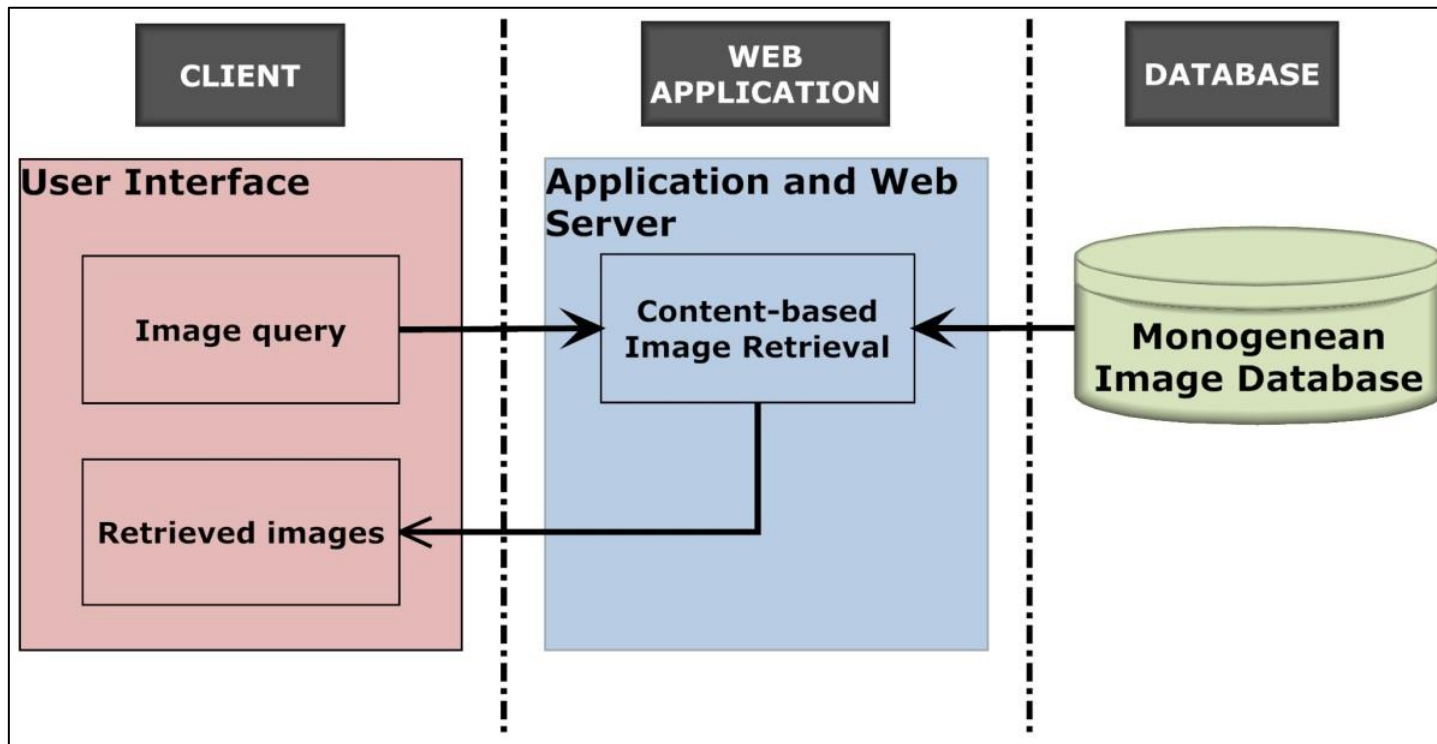 CLIENT
WEB
APPLICATION
DATABASE
User Interface
Image query
Retrieved images
Application and Web
Server
Content-based
Image Retrieval
Monogenean
Image Database